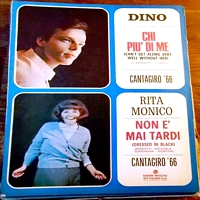 DINO
CHI
PIU' DI ME
(CAN'T GET ALONG VERY
WELL WITHOUT HER)
CANTAGIRO '66
RITA
MONICO
NON E'
MAI TARDI
(DRESSED IN BLACK)
CANTAGIRO '66